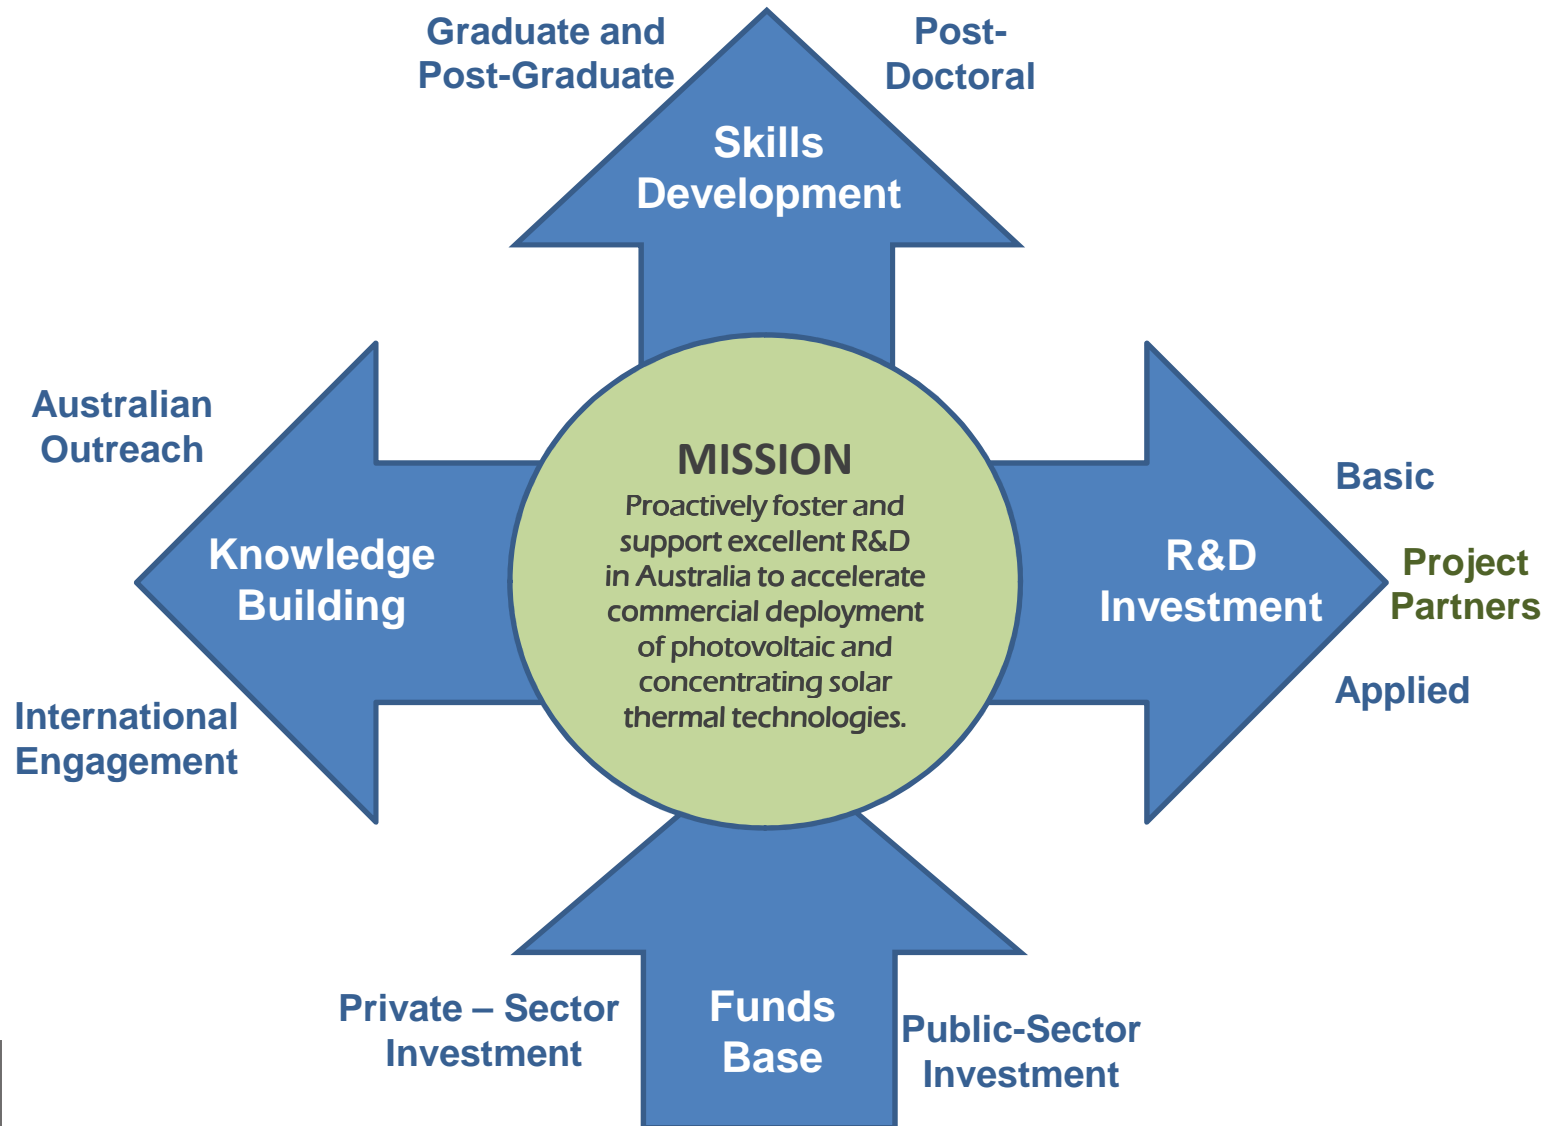 Graduate and
Post-Graduate
Post-
Doctoral
Skills
Development
Australian
Outreach
Knowledge
Building
International
Engagement
MISSION
Proactively foster and
support excellent R&D
in Australia to accelerate
commercial deployment
of photovoltaic and
concentrating solar
thermal technologies.
R&D
Investment
Basic
Project
Partners
Applied
Private – Sector
Investment
Funds
Base
Public-Sector
Investment